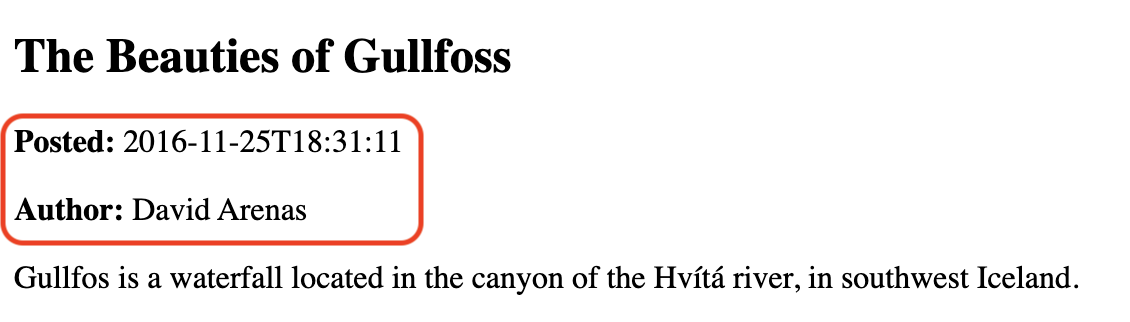 The Beauties of Gullfoss
Posted: 2016-11-25T18:31:11
Author: David Arenas
Gullfos is a waterfall located in the canyon of the Hvítá river, in southwest Iceland.